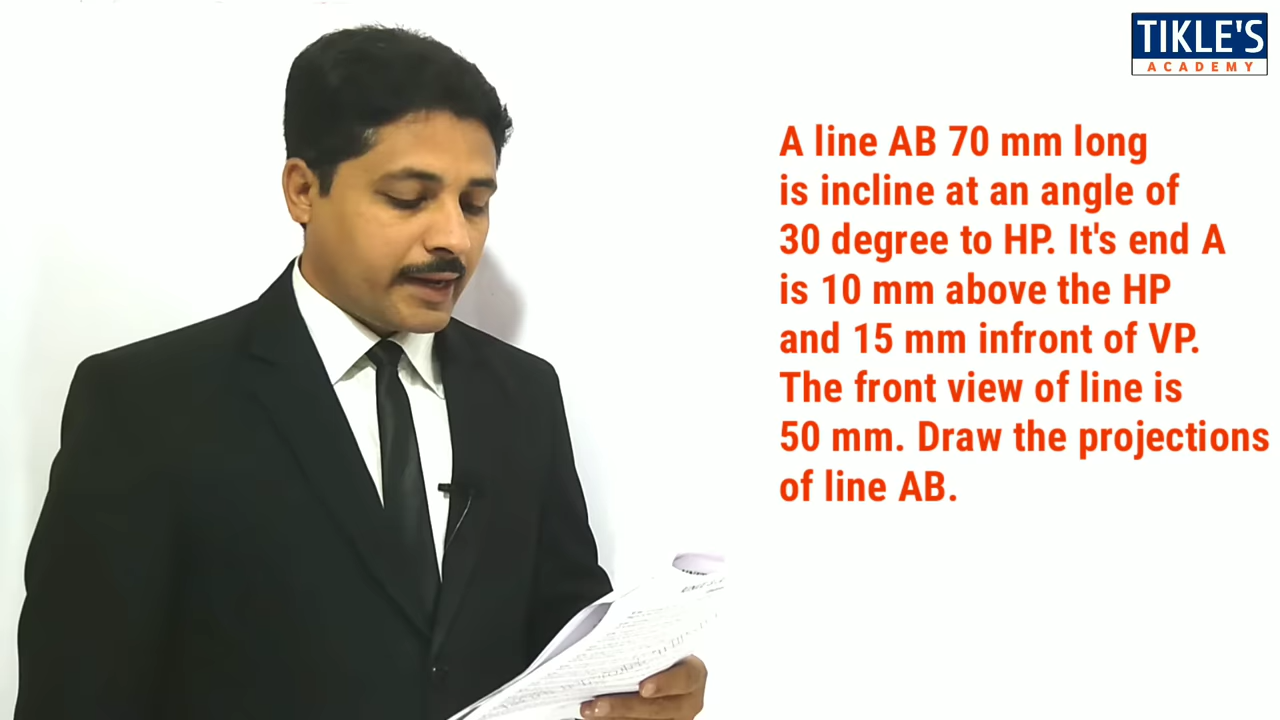 TIKLE'S
ACADEMY
A line AB 70 mm long
is incline at an angle of
30 degree to HP. It's end A
is 10 mm above the HP
and 15 mm infront of VP.
The front view of line is
50 mm. Draw the projections
of line AB.